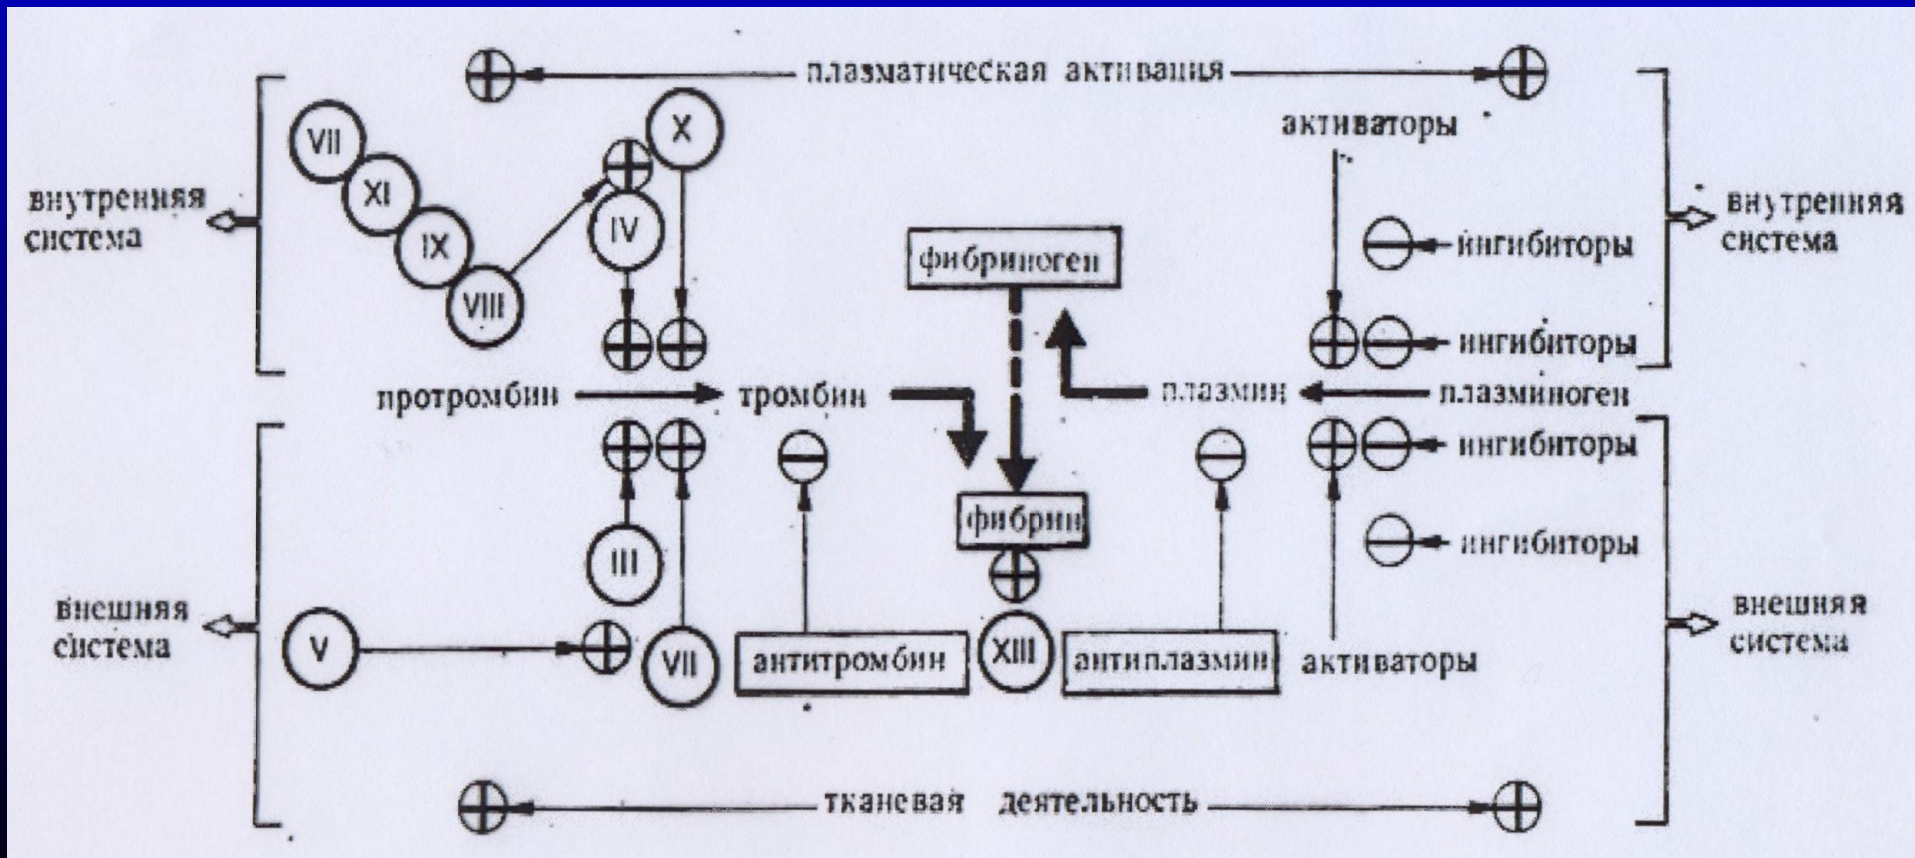 плазматическая активация
VII
X
активаторы
XI
внутренняя
система
IV
IX
VIII
фибриноген
ингибиторы
внутренняя
система
ингибиторы
протромбин
тромбин
плазмин
плазминоген
ингибиторы
фибрин
III
ингибиторы
внешняя
система
V
VII
антитромбин
XIII
антиплазмин
активаторы
внешняя
система
тканевая деятельность